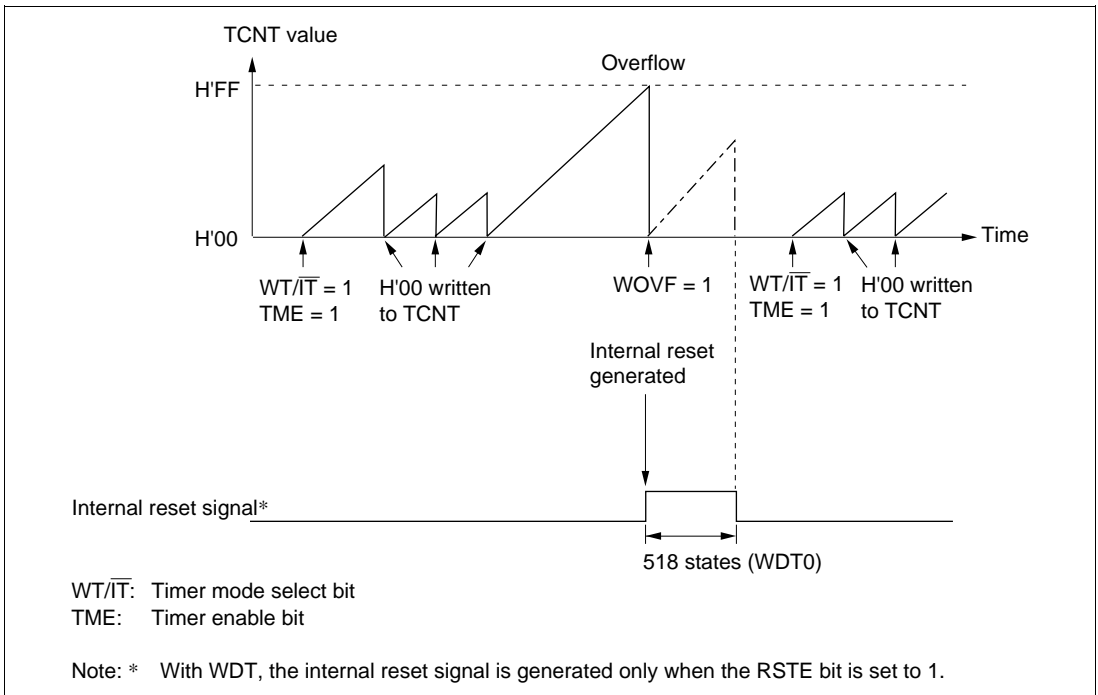 TCNT value
Overflow
H'FF
H'00
Time
WT/I̅T̅ = 1
TME = 1
H'00 written
to TCNT
WOVF = 1
WT/I̅T̅ = 1
TME = 1
H'00 written
to TCNT
Internal reset
generated
Internal reset signal*
518 states (WDT0)
WT/I̅T̅: Timer mode select bit
TME: Timer enable bit
Note: * With WDT, the internal reset signal is generated only when the RSTE bit is set to 1.